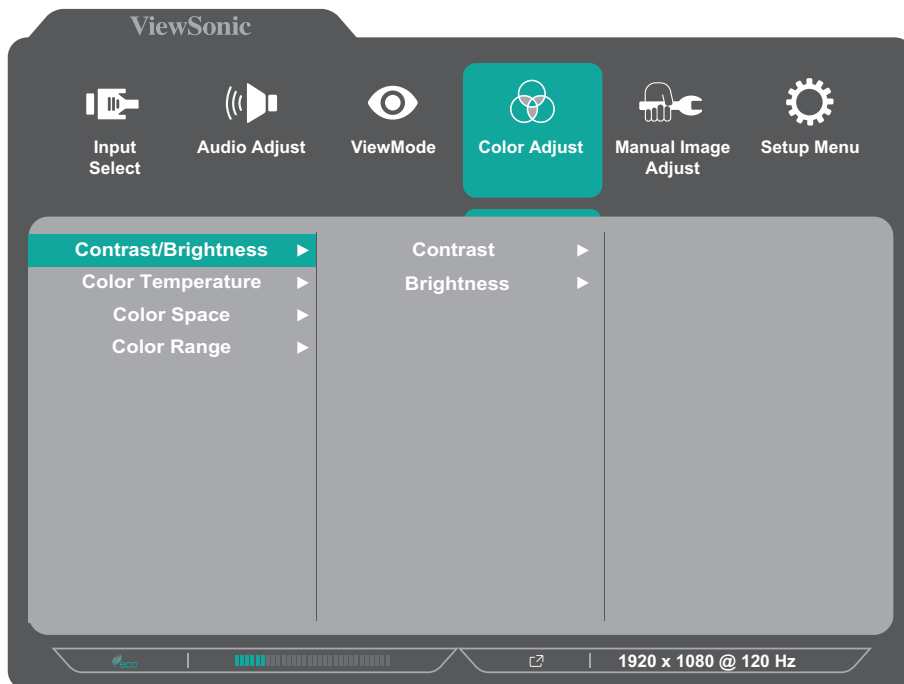 ViewSonic
Input
Select
Audio Adjust
ViewMode
Color Adjust
Manual Image
Adjust
Setup Menu
Contrast/Brightness
Color Temperature
Color Space
Color Range
Contrast
Brightness
eco
1920 x 1080 @ 120 Hz